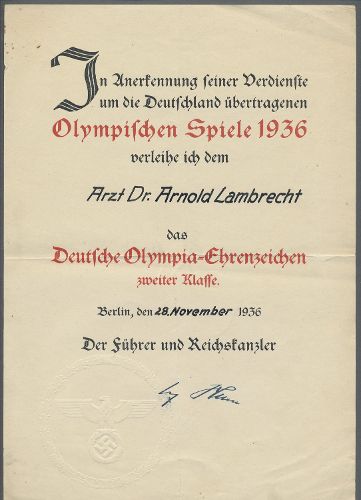 In Anerkennung seiner Verdienste
um die Deutschland übertragenen
Olympischen Spiele 1936
verleihe ich dem
Arzt Dr. Arnold Lambrecht
das
Deutsche Olympia-Ehrenzeichen
zweiter Klasse.
Berlin, den 28. November 1936
Der Führer und Reichskanzler